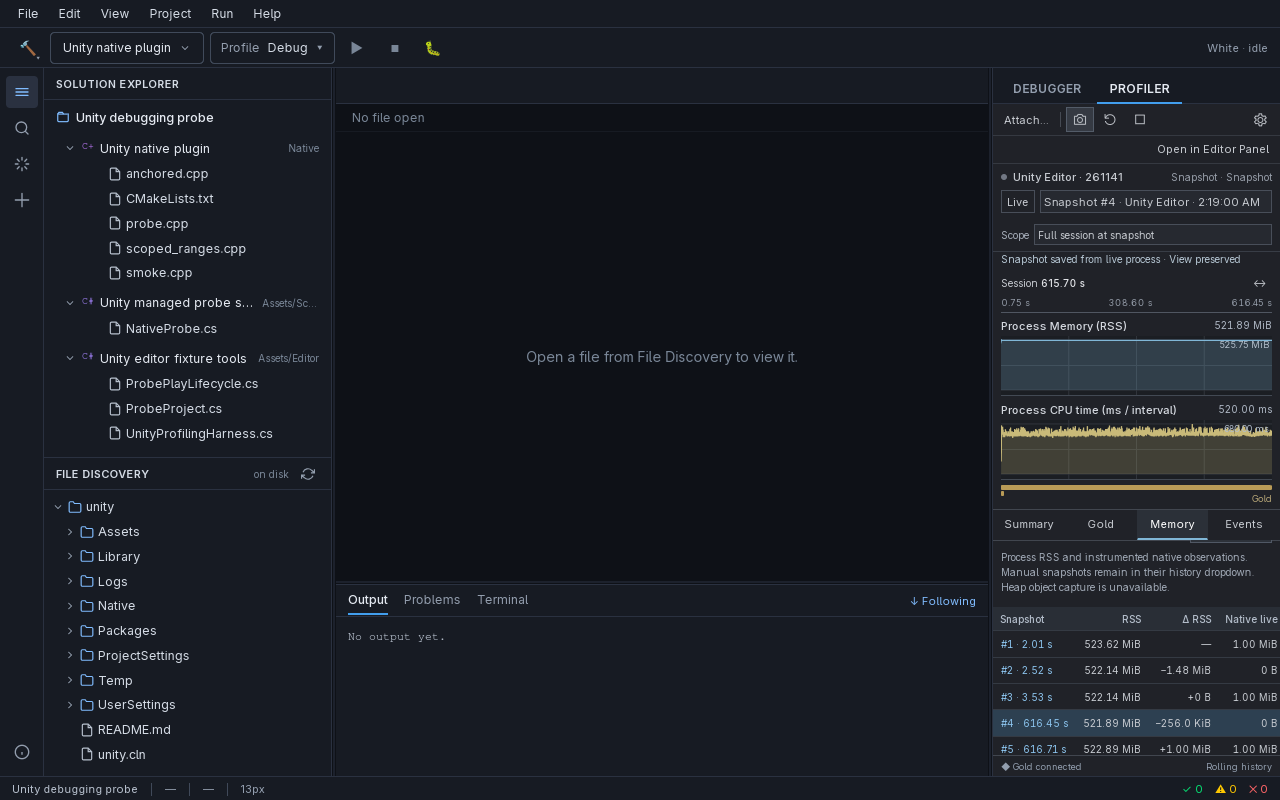 File Edit View Project Run Help
Unity native plugin
Profile Debug
White · idle
SOLUTION EXPLORER
Unity debugging probe
Unity native plugin Native
anchored.cpp
CMakeLists.txt
probe.cpp
scoped_ranges.cpp
smoke.cpp
Unity managed probe s... Assets/Sc...
NativeProbe.cs
Unity editor fixture tools Assets/Editor
ProbePlayLifecycle.cs
ProbeProject.cs
UnityProfilingHarness.cs
FILE DISCOVERY on disk
unity
Assets
Library
Logs
Native
Packages
ProjectSettings
Temp
UserSettings
README.md
unity.cln
No file open
Open a file from File Discovery to view it.
Output Problems Terminal ↓ Following
No output yet.
DEBUGGER PROFILER
Attach...
Open in Editor Panel
Unity Editor · 261141 Snapshot · Snapshot
Live Snapshot #4 · Unity Editor · 2:19:00 AM
Scope Full session at snapshot
Snapshot saved from live process · View preserved
Session 615.70 s
0.75 s 308.60 s 616.45 s
Process Memory (RSS) 521.89 MiB
525.75 MiB
Process CPU time (ms / interval) 520.00 ms
Gold
Summary Gold Memory Events
Process RSS and instrumented native observations.
Manual snapshots remain in their history dropdown.
Heap object capture is unavailable.
Snapshot RSS Δ RSS Native live
#1 · 2.01 s 523.62 MiB — 1.00 MiB
#2 · 2.52 s 522.14 MiB −1.48 MiB 0 B
#3 · 3.53 s 522.14 MiB +0 B 1.00 MiB
#4 · 616.45 s 521.89 MiB −256.0 KiB 0 B
#5 · 616.71 s 522.89 MiB +1.00 MiB 1.00 MiB
Gold connected Rolling history
Unity debugging probe — — 13px
0 0 0